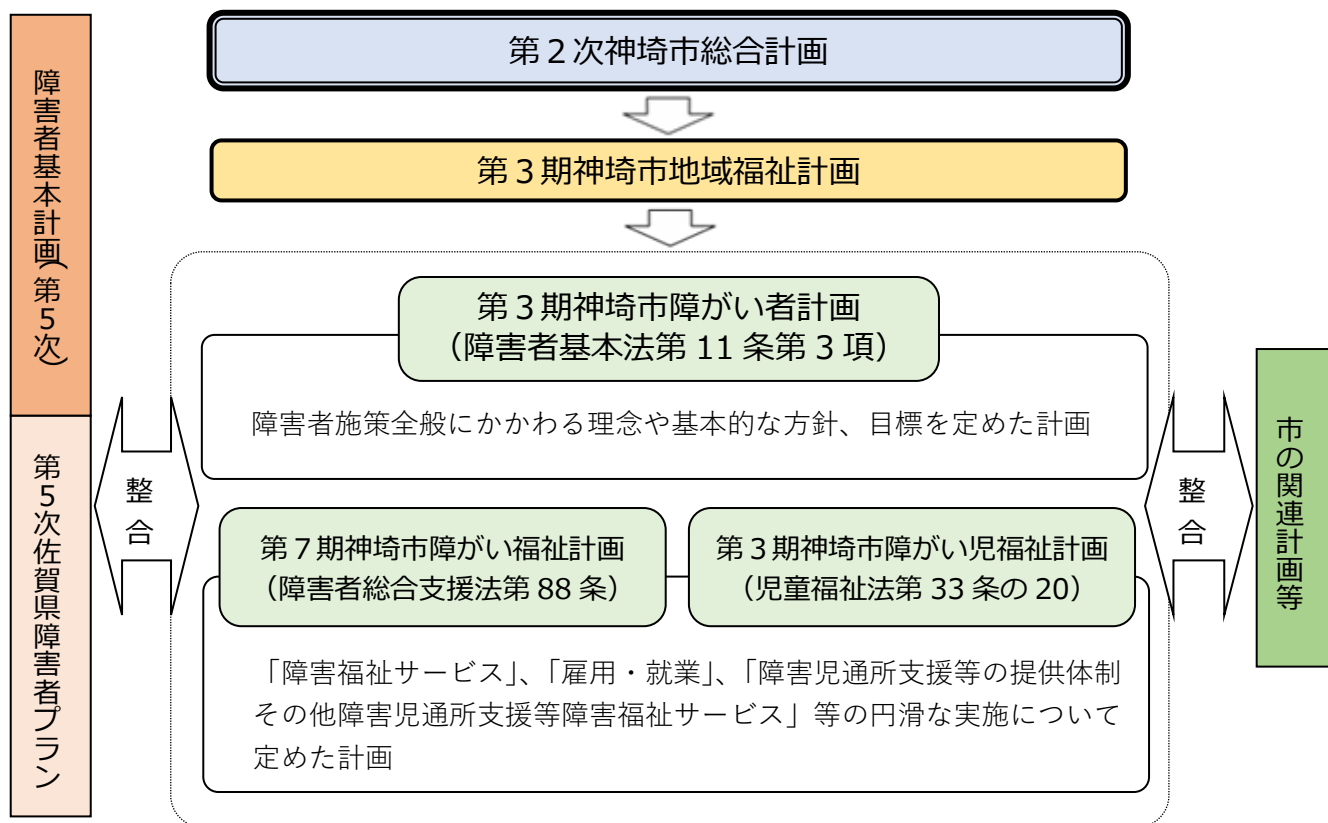 第２次神埼市総合計画
第３期神埼市地域福祉計画
障害者基本計画（第５次）
第５次佐賀県障害者プラン
整合
第３期神埼市障がい者計画
（障害者基本法第 11 条第 3 項）
障害者施策全般にかかわる理念や基本的な方針、目標を定めた計画
第７期神埼市障がい福祉計画
（障害者総合支援法第 88 条）
第３期神埼市障がい児福祉計画
（児童福祉法第 33 条の 20）
「障害福祉サービス」、「雇用・就業」、「障害児通所支援等の提供体制
その他障害児通所支援等障害福祉サービス」等の円滑な実施について
定めた計画
整合
市の関連計画等